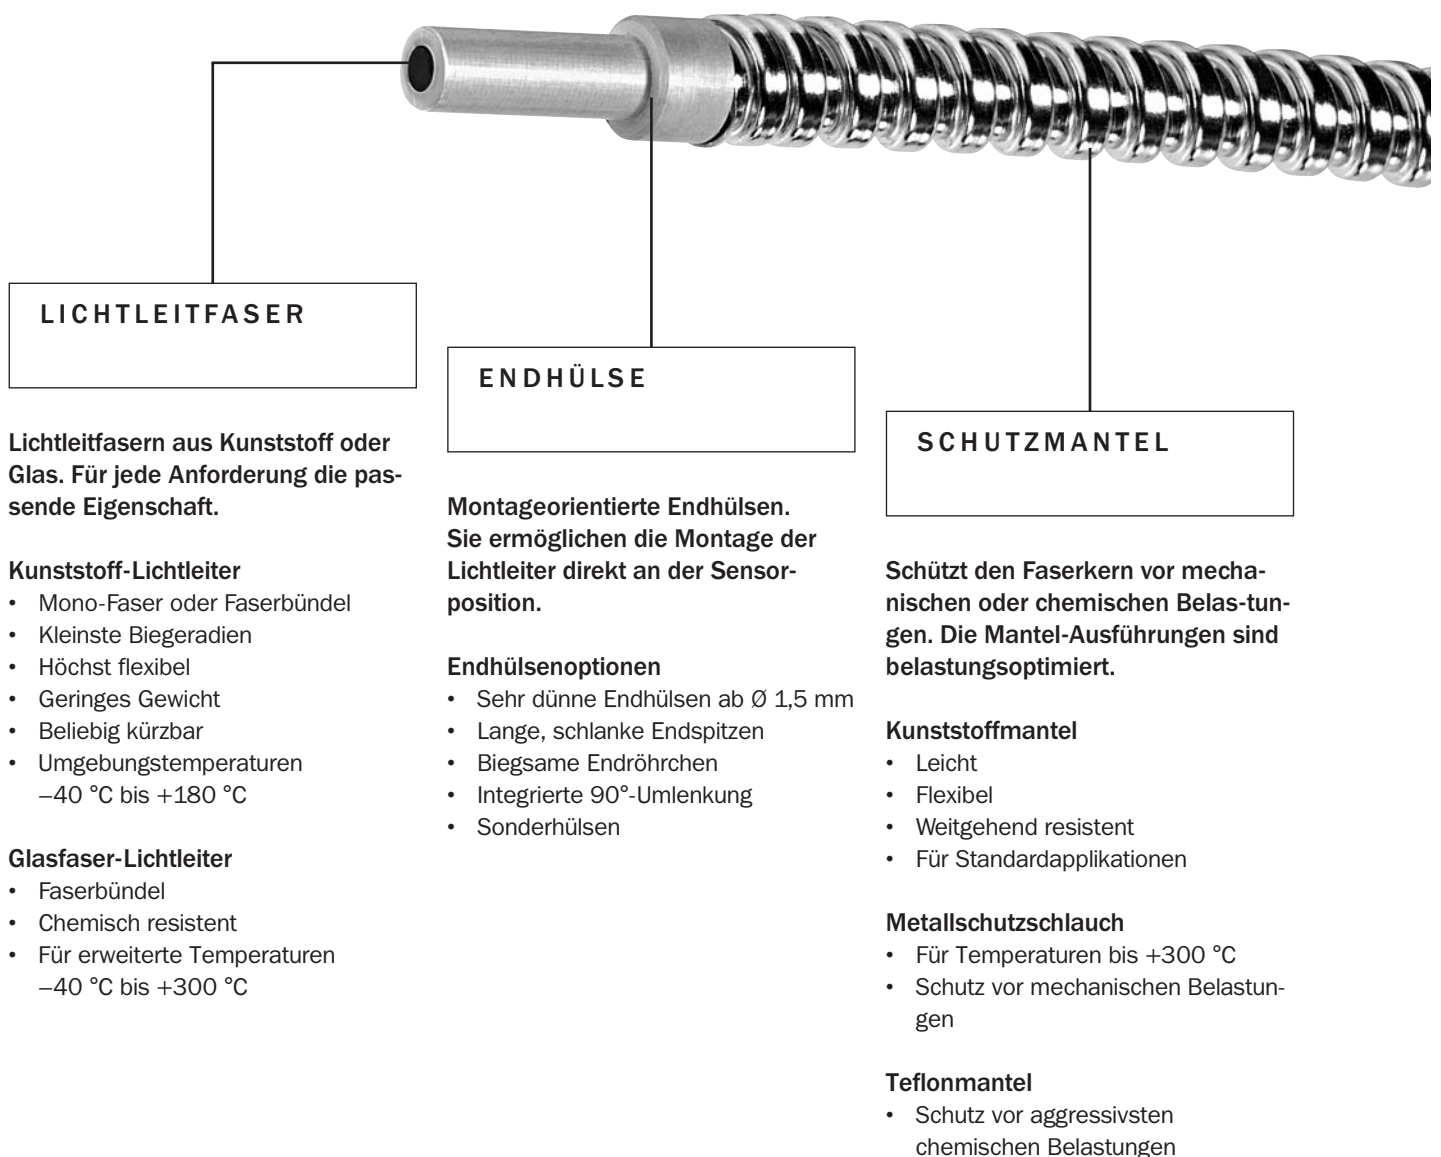 LICHTLEITFASER
Lichtleitfasern aus Kunststoff oder
Glas. Für jede Anforderung die pas-
sende Eigenschaft.
Kunststoff-Lichtleiter
• Mono-Faser oder Faserbündel
• Kleinste Biegeradien
• Höchst flexibel
• Geringes Gewicht
• Beliebig kürzbar
• Umgebungstemperaturen
–40 °C bis +180 °C
Glasfaser-Lichtleiter
• Faserbündel
• Chemisch resistent
• Für erweiterte Temperaturen
–40 °C bis +300 °C
ENDHÜLSE
Montageorientierte Endhülsen.
Sie ermöglichen die Montage der
Lichtleiter direkt an der Sensor-
position.
Endhülsenoptionen
• Sehr dünne Endhülsen ab Ø 1,5 mm
• Lange, schlanke Endspitzen
• Biegsame Endröhrchen
• Integrierte 90°-Umlenkung
• Sonderhülsen
SCHUTZMANTEL
Schützt den Faserkern vor mecha-
nischen oder chemischen Belas-tun-
gen. Die Mantel-Ausführungen sind
belastungsoptimiert.
Kunststoffmantel
• Leicht
• Flexibel
• Weitgehend resistent
• Für Standardapplikationen
Metallschutzschlauch
• Für Temperaturen bis +300 °C
• Schutz vor mechanischen Belastun-
gen
Teflonmantel
• Schutz vor aggressivsten
chemischen Belastungen